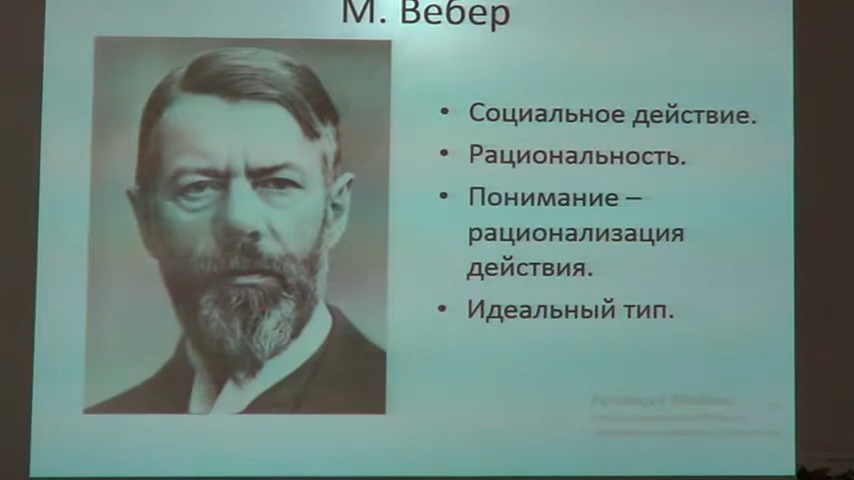 М. Вебер
• Социальное действие.
• Рациональность.
• Понимание –
рационализация
действия.
• Идеальный тип.